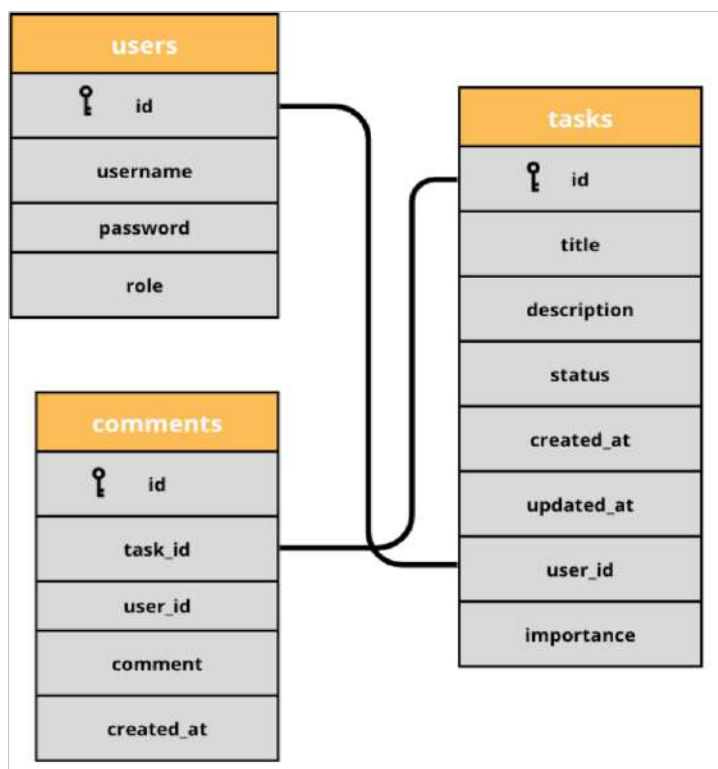 users
id
username
password
role
tasks
id
title
description
status
created_at
updated_at
user_id
importance
comments
id
task_id
user_id
comment
created_at